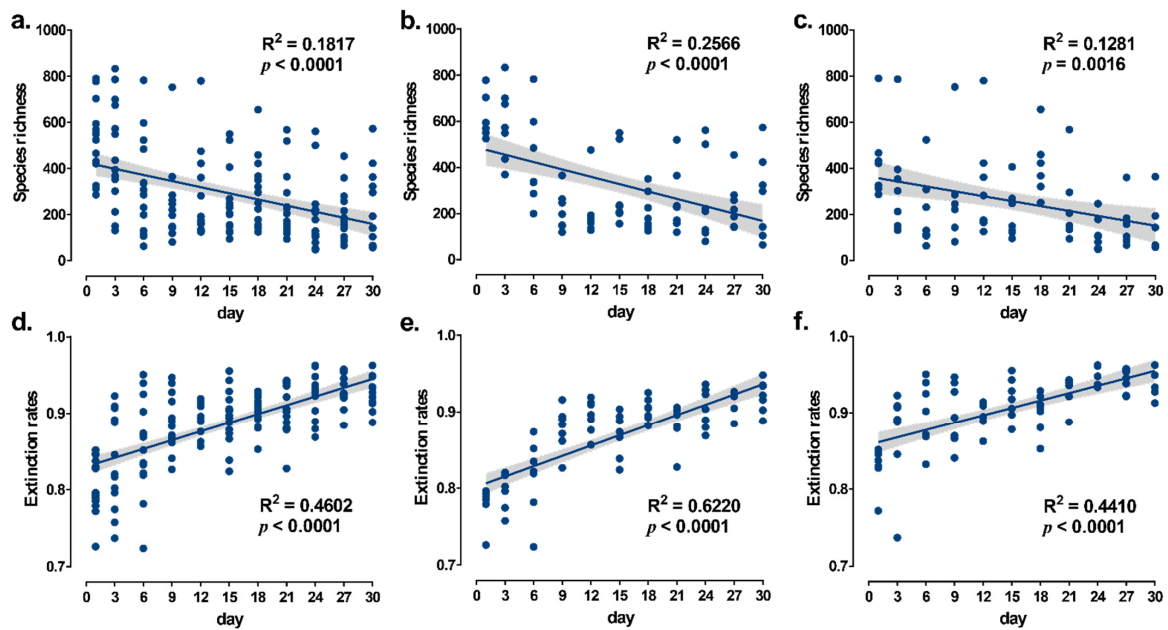 a.
R² = 0.1817
p < 0.0001
Species richness
1000
800
600
400
200
0
0 3 6 9 12 15 18 21 24 27 30
day
b.
R² = 0.2566
p < 0.0001
Species richness
1000
800
600
400
200
0
0 3 6 9 12 15 18 21 24 27 30
day
c.
R² = 0.1281
p = 0.0016
Species richness
1000
800
600
400
200
0
0 3 6 9 12 15 18 21 24 27 30
day
d.
Extinction rates
1.0
0.9
0.8
0.7
R² = 0.4602
p < 0.0001
0 3 6 9 12 15 18 21 24 27 30
day
e.
Extinction rates
1.0
0.9
0.8
0.7
R² = 0.6220
p < 0.0001
0 3 6 9 12 15 18 21 24 27 30
day
f.
Extinction rates
1.0
0.9
0.8
0.7
R² = 0.4410
p < 0.0001
0 3 6 9 12 15 18 21 24 27 30
day